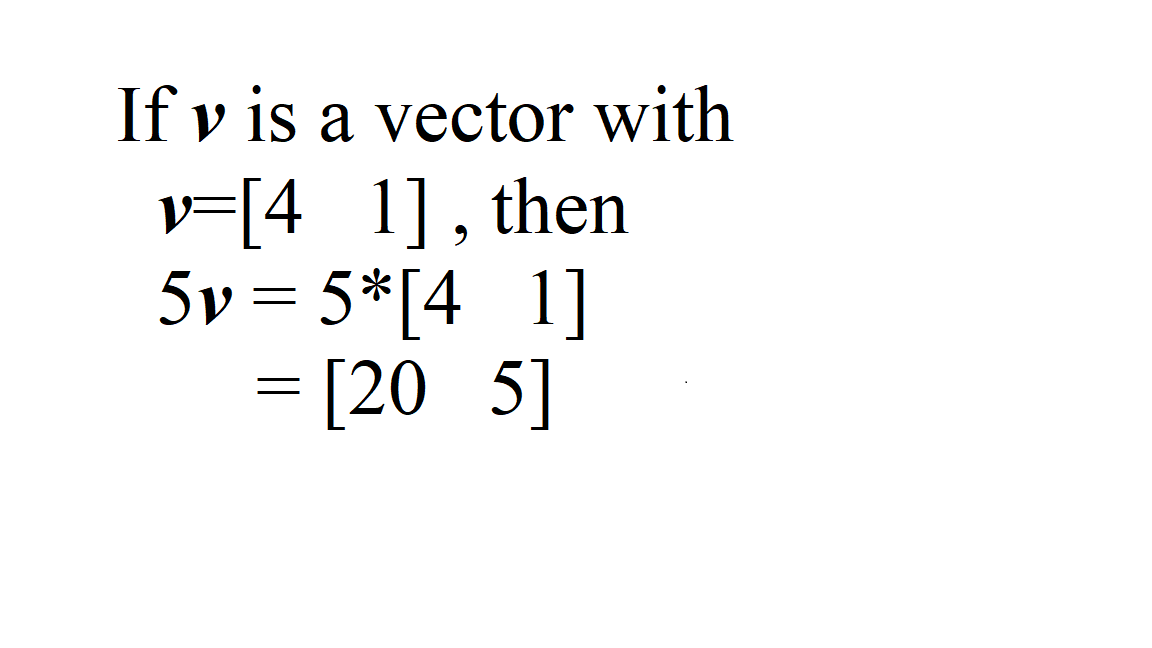 If v is a vector with
v=[4 1] , then
5v = 5*[4 1]
= [20 5]